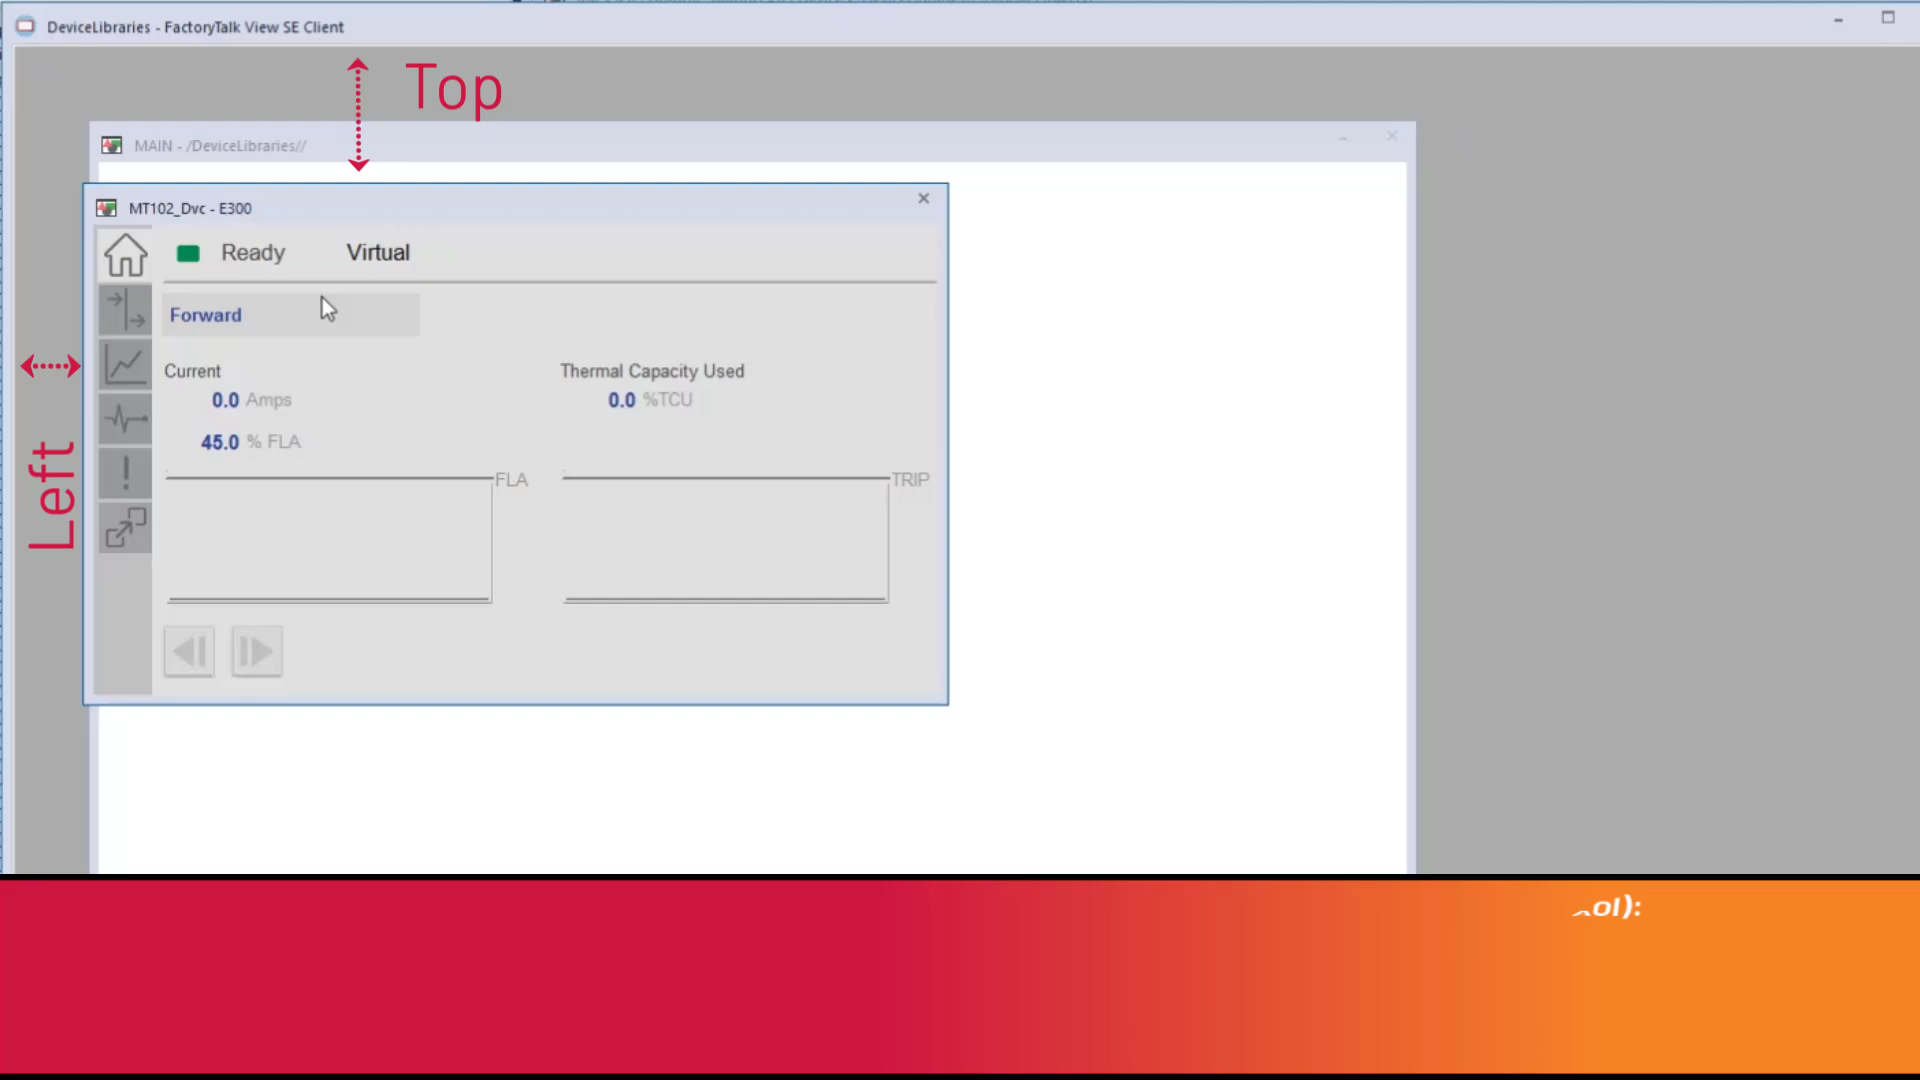 DeviceLibraries - FactoryTalk View SE Client
Top
MAIN - /DeviceLibraries//
MT102_Dvc - E300
Ready Virtual
Forward
Current
0.0 Amps
45.0 % FLA
Thermal Capacity Used
0.0 %TCU
FLA
TRIP
Left